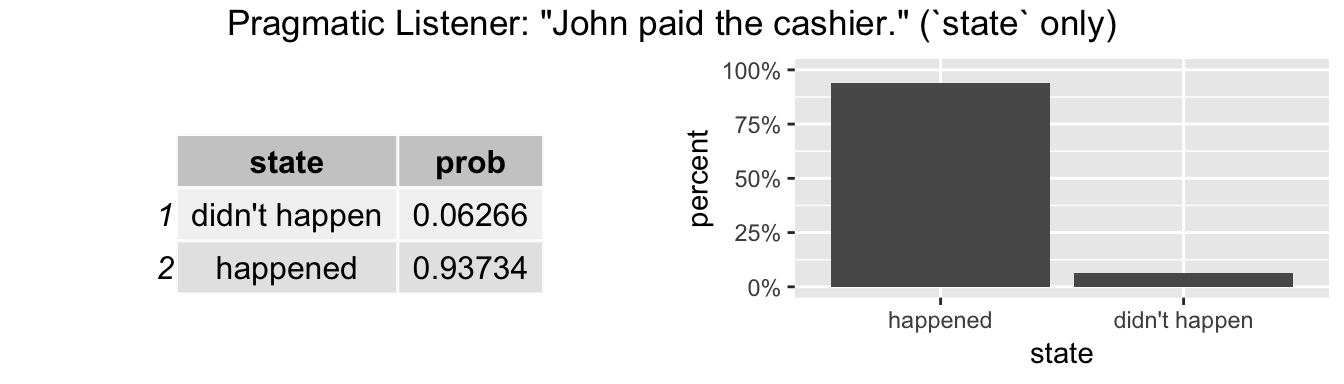 Pragmatic Listener: "John paid the cashier." (`state` only)
state prob
1 didn't happen 0.06266
2 happened 0.93734
percent
100%
75%
50%
25%
0%
happened didn't happen
state